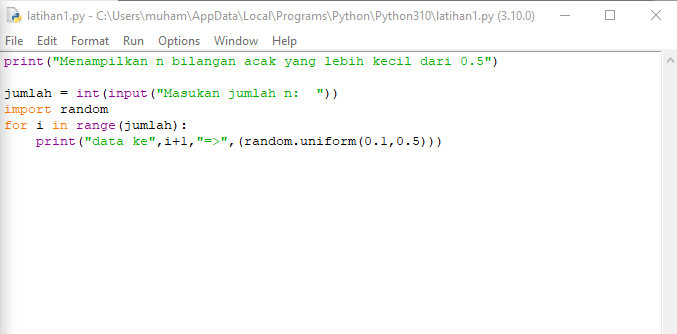 latihan1.py - C:\Users\muham\AppData\Local\Programs\Python\Python310\latihan1.py (3.10.0)
File Edit Format Run Options Window Help
print("Menampilkan n bilangan acak yang lebih kecil dari 0.5")
jumlah = int(input("Masukan jumlah n:  "))
import random
for i in range(jumlah):
    print("data ke",i+1,"=>",(random.uniform(0.1,0.5)))